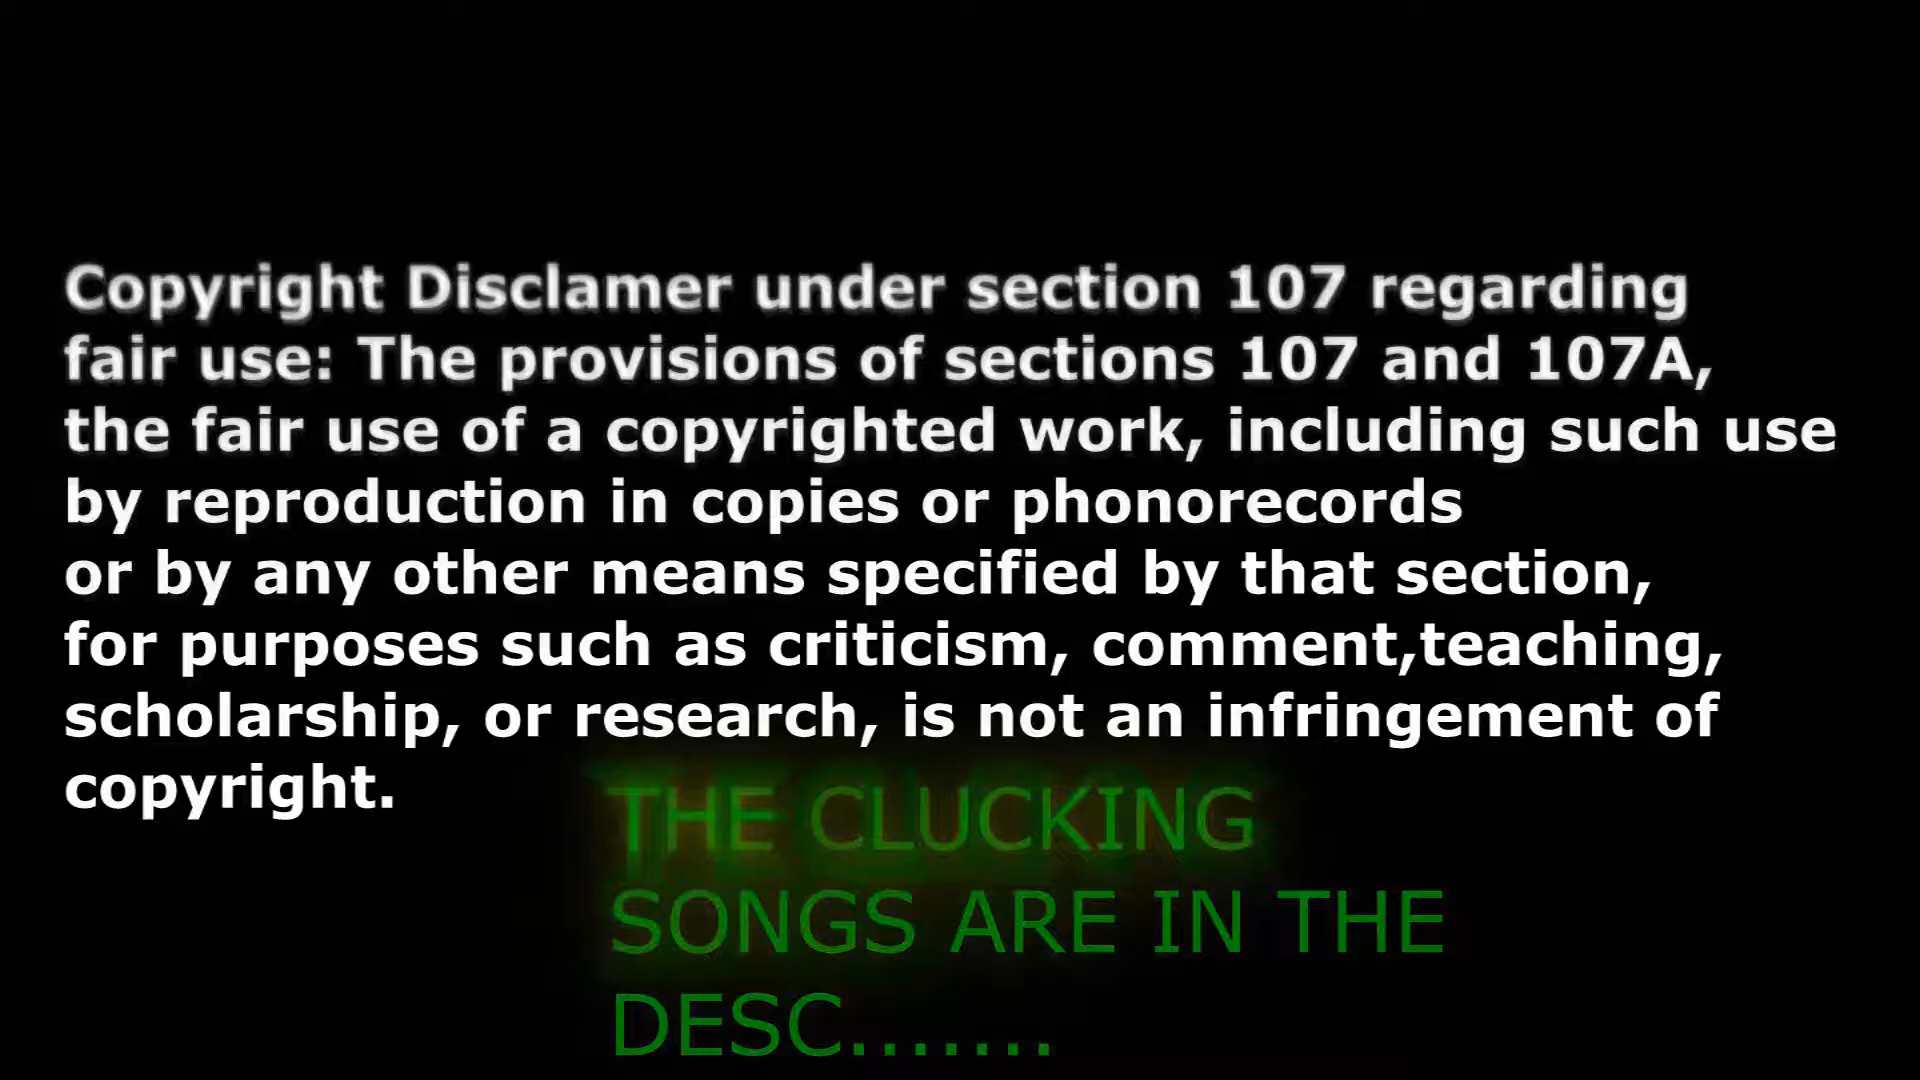 Copyright Disclamer under section 107 regarding
fair use: The provisions of sections 107 and 107A,
the fair use of a copyrighted work, including such use
by reproduction in copies or phonorecords
or by any other means specified by that section,
for purposes such as criticism, comment,teaching,
scholarship, or research, is not an infringement of
copyright.
THE CLUCKING
SONGS ARE IN THE
DESC.......